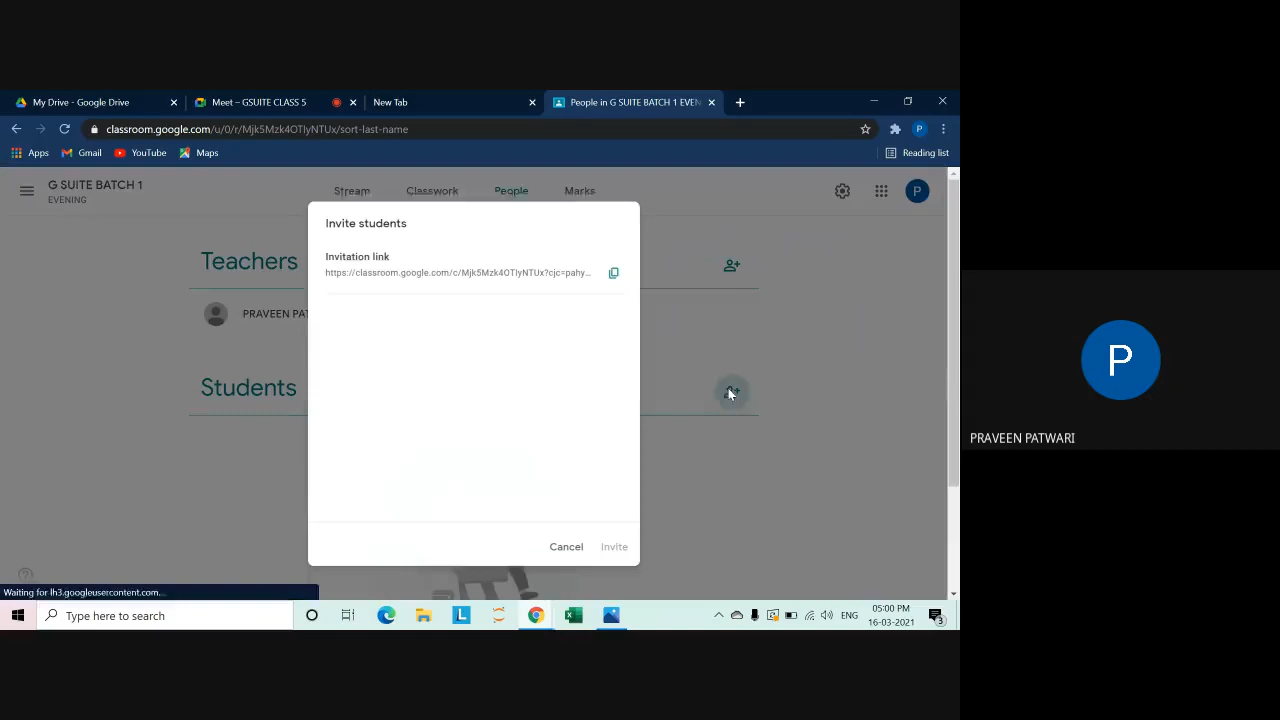 My Drive - Google Drive
Meet – GSUITE CLASS 5
New Tab
People in G SUITE BATCH 1 EVEN
classroom.google.com/u/0/r/Mjk5Mzk4OTIyNTUx/sort-last-name
P
Apps
Gmail
YouTube
Maps
Reading list
G SUITE BATCH 1
EVENING
Stream
Classwork
People
Marks
P
Invite students
Invitation link
https://classroom.google.com/c/Mjk5Mzk4OTIyNTUx?cjc=pahy...
Teachers
PRAVEEN PAT
Students
Cancel
Invite
Waiting for lh3.googleusercontent.com...
Type here to search
ENG
05:00 PM
16-03-2021
3
P
PRAVEEN PATWARI